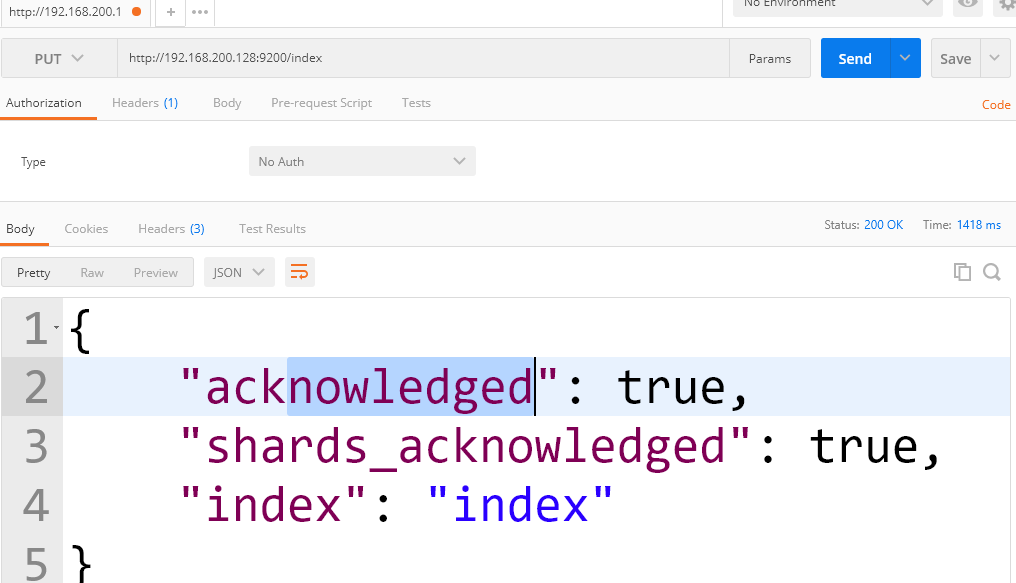 http://192.168.200.1
+
No Environment
PUT http://192.168.200.128:9200/index Params Send Save
Authorization Headers (1) Body Pre-request Script Tests Code
Type No Auth
Body Cookies Headers (3) Test Results Status: 200 OK Time: 1418 ms
Pretty Raw Preview JSON
1 {
2 "acknowledged": true,
3 "shards_acknowledged": true,
4 "index": "index"
5 }